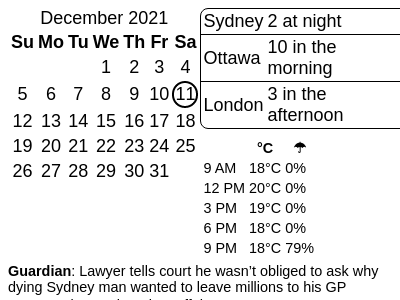 December 2021
Su Mo Tu We Th Fr Sa
1 2 3 4
5 6 7 8 9 10 11
12 13 14 15 16 17 18
19 20 21 22 23 24 25
26 27 28 29 30 31
Sydney 2 at night
Ottawa 10 in the
morning
London 3 in the
afternoon
°C ☂
9 AM 18°C 0%
12 PM 20°C 0%
3 PM 19°C 0%
6 PM 18°C 0%
9 PM 18°C 79%
Guardian: Lawyer tells court he wasn’t obliged to ask why
dying Sydney man wanted to leave millions to his GP